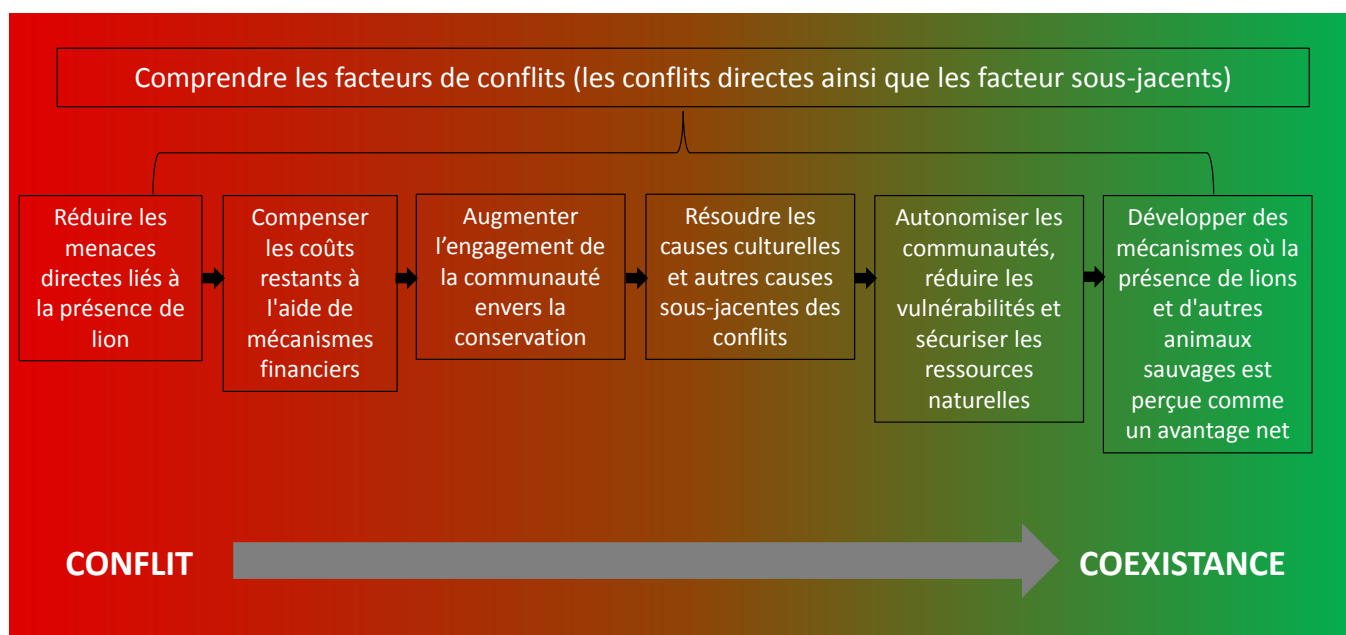 Comprendre les facteurs de conflits (les conflits directes ainsi que les facteur sous-jacents)
Réduire les
menaces
directes liés à
la présence de
lion
Compenser
les coûts
restants à
l'aide de
mécanismes
financiers
Augmenter
l’engagement de
la communauté
envers la
conservation
Résoudre les
causes culturelles
et autres causes
sous-jacentes des
conflits
Autonomiser les
communautés,
réduire les
vulnérabilités et
sécuriser les
ressources
naturelles
Développer des
mécanismes où la
présence de lions
et d'autres
animaux
sauvages est
perçue comme
un avantage net
CONFLIT
COEXISTANCE